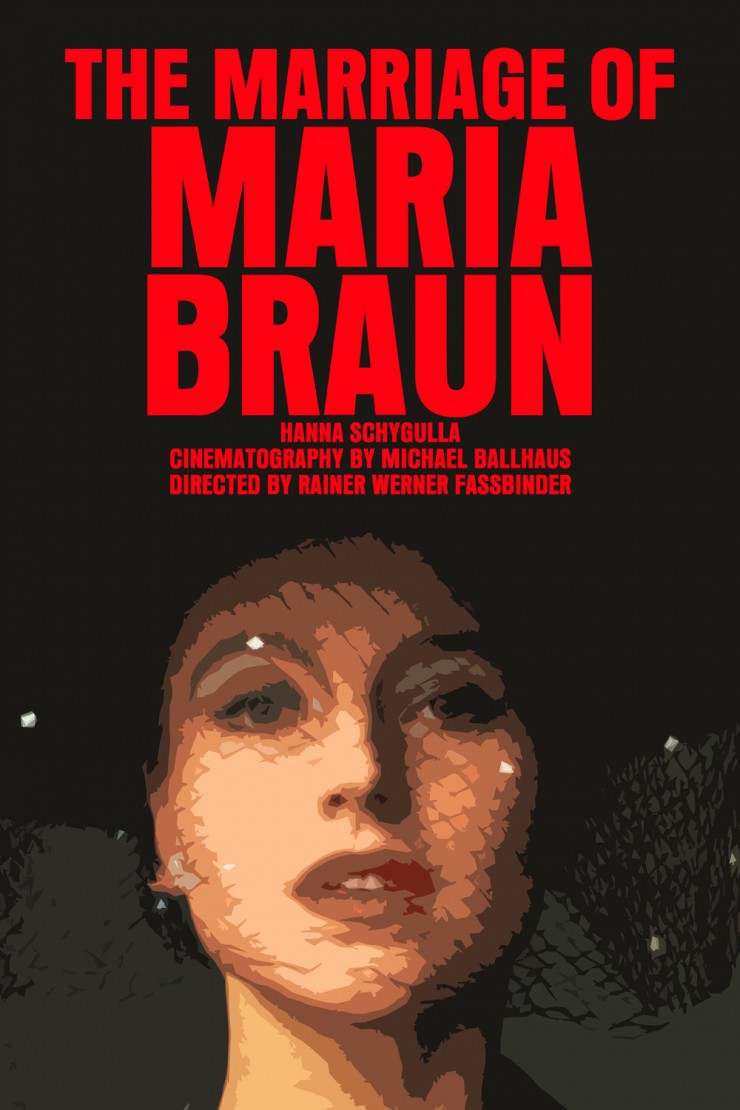 THE MARRIAGE OF
MARIA
BRAUN
HANNA SCHYGULLA
CINEMATOGRAPHY BY MICHAEL BALLHAUS
DIRECTED BY RAINER WERNER FASSBINDER